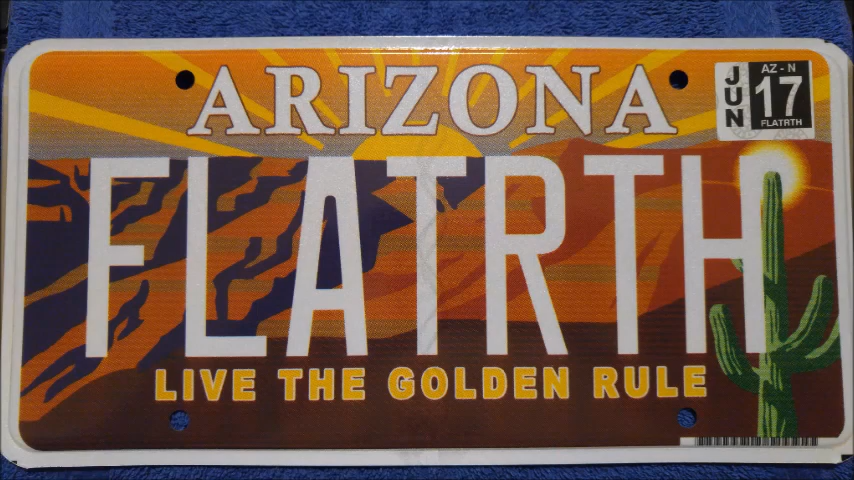 ARIZONA
JUN
AZ - N
17
FLATRTH
FLATRTH
LIVE THE GOLDEN RULE